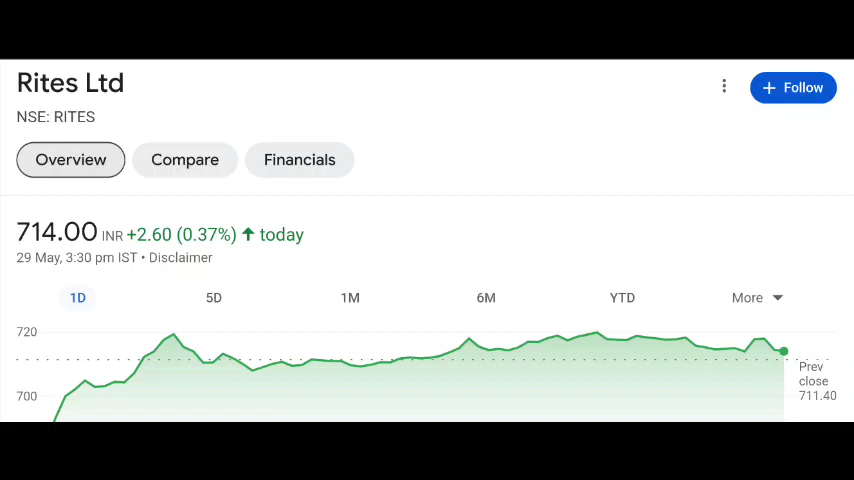 Rites Ltd
+ Follow
NSE: RITES
Overview
Compare
Financials
714.00 INR +2.60 (0.37%) ↑ today
29 May, 3:30 pm IST • Disclaimer
1D
5D
1M
6M
YTD
More
720
Prev
close
711.40
700